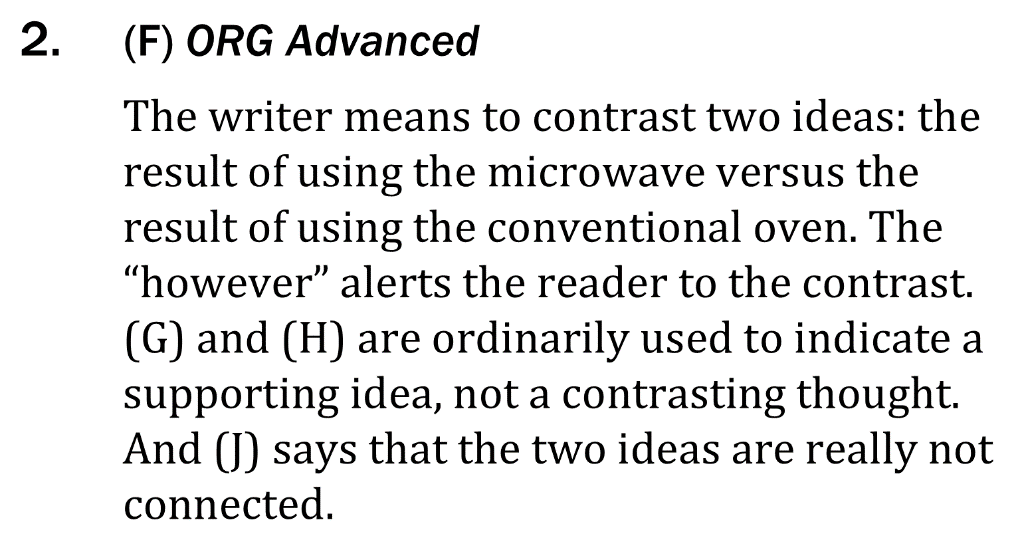 2. (F) ORG Advanced
The writer means to contrast two ideas: the
result of using the microwave versus the
result of using the conventional oven. The
“however” alerts the reader to the contrast.
(G) and (H) are ordinarily used to indicate a
supporting idea, not a contrasting thought.
And (J) says that the two ideas are really not
connected.